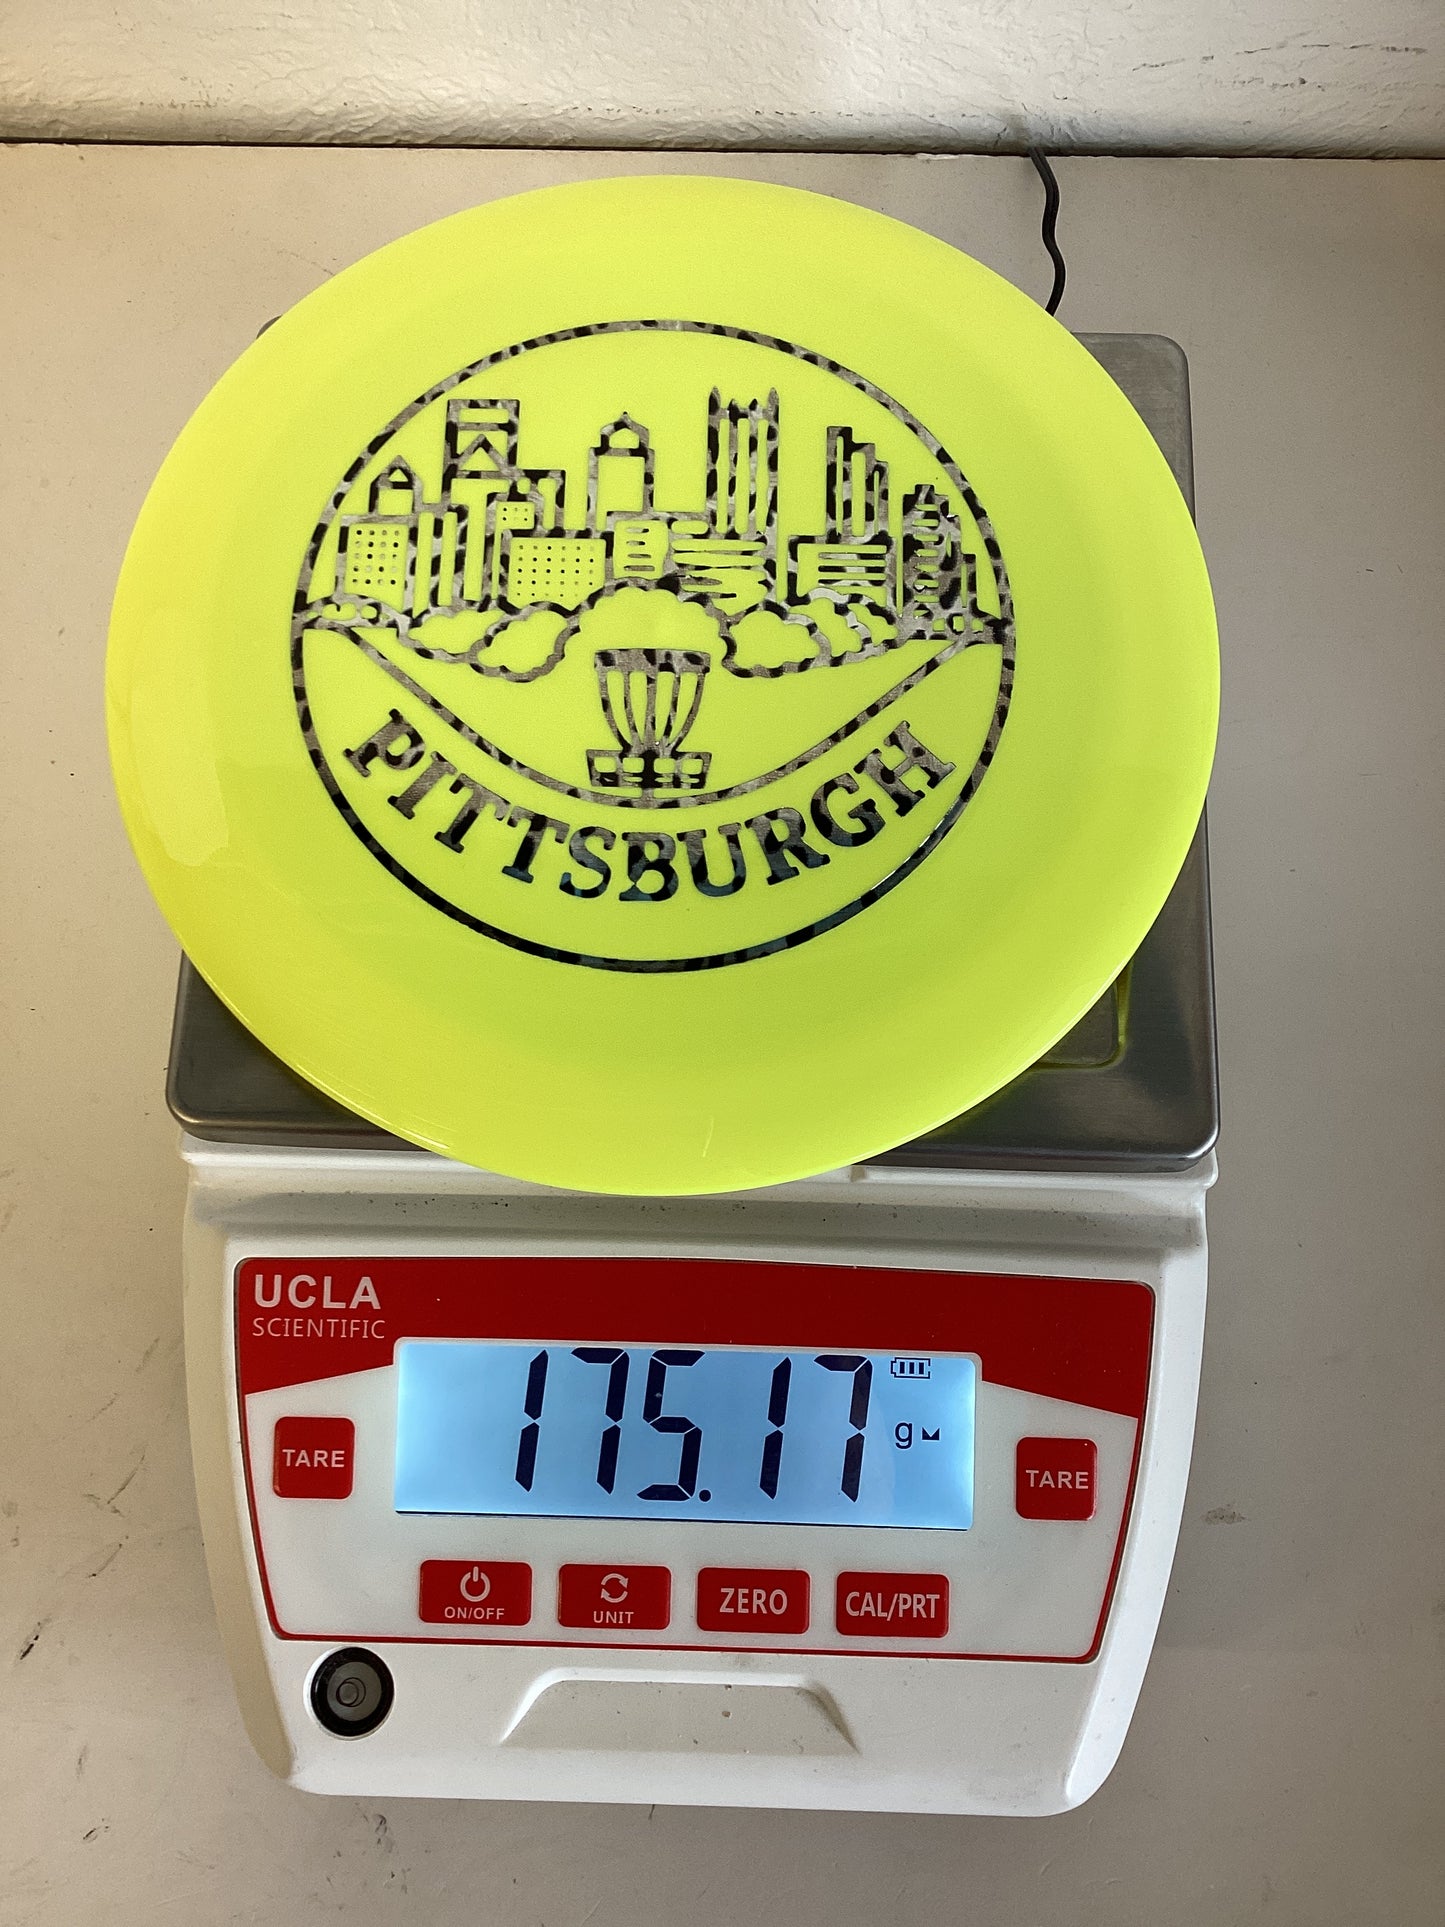 PITTSBURGH
UCLA
SCIENTIFIC
175.17 g
TARE
TARE
ON/OFF
UNIT
ZERO
CAL/PRT